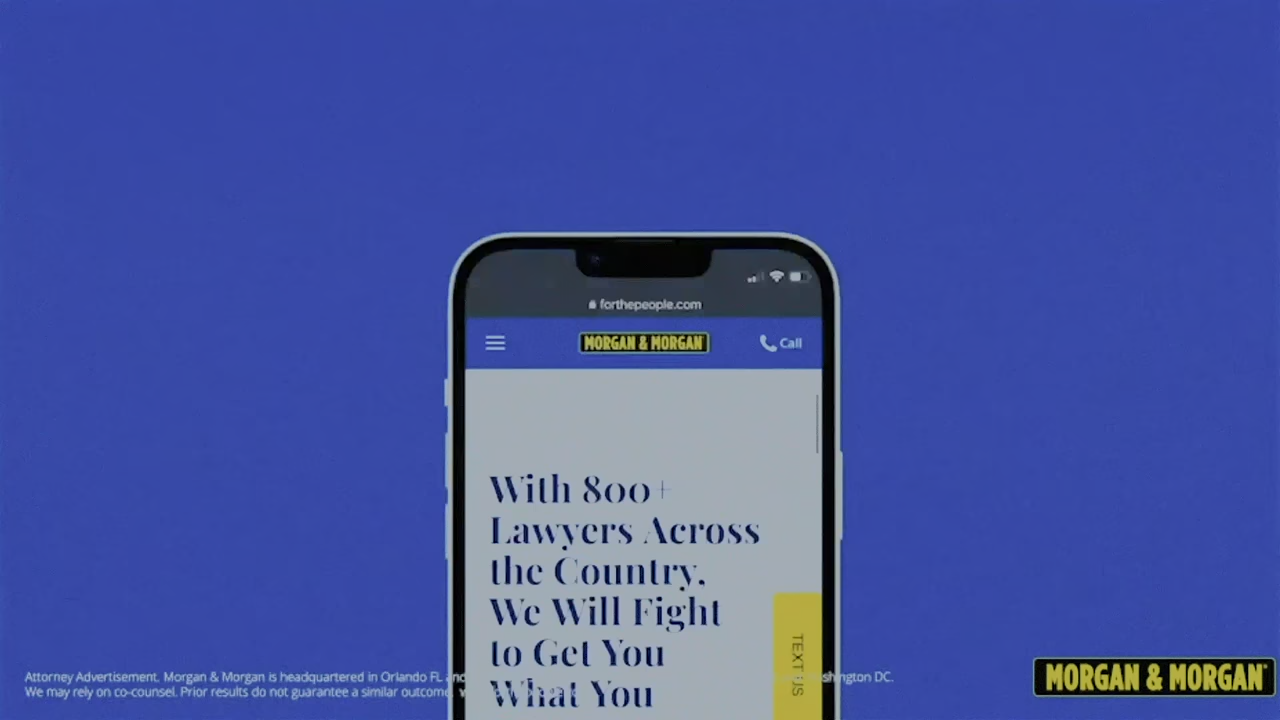 forthepeople.com
MORGAN & MORGAN
Call
With 800+
Lawyers Across
the Country,
We Will Fight
to Get You
What You
TEXT US
Attorney Advertisement. Morgan & Morgan is headquartered in Orlando FL and DC.
We may rely on co-counsel. Prior results do not guarantee a similar outcome.
MORGAN & MORGAN